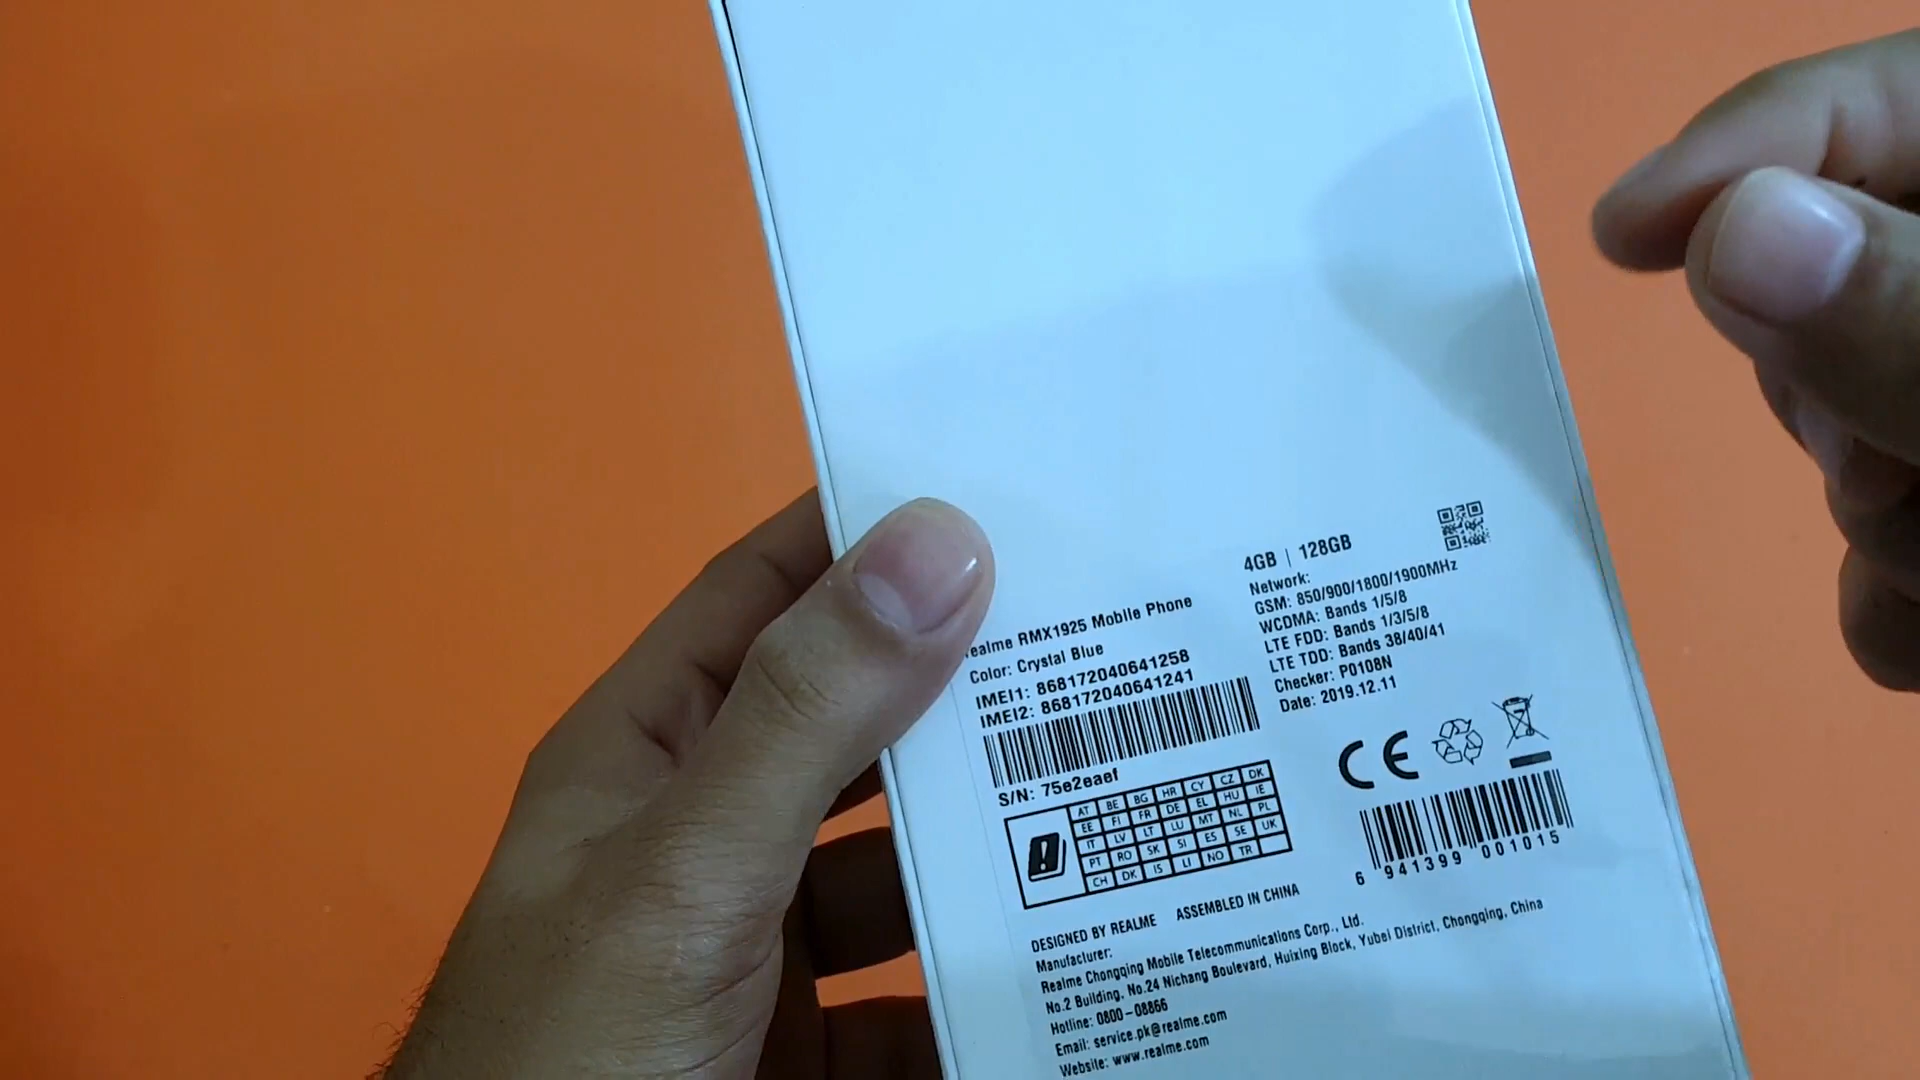 realme RMX1925 Mobile Phone
Color: Crystal Blue
IMEI1: 868172040641258
IMEI2: 868172040641241
S/N: 75e2eaef
4GB | 128GB
Network:
GSM: 850/900/1800/1900MHz
WCDMA: Bands 1/5/8
LTE FDD: Bands 1/3/5/8
LTE TDD: Bands 38/40/41
Checker: P0108N
Date: 2019.12.11
CE
AT BE BG HR CY CZ DK
EE FI FR DE EL HU IE
IT LV LT LU MT NL PL
PT RO SK SI ES SE UK
CH DK IS LI NO TR
6 941399 001015
DESIGNED BY REALME ASSEMBLED IN CHINA
Manufacturer:
Realme Chongqing Mobile Telecommunications Corp., Ltd.
No.2 Building, No.24 Nichang Boulevard, Huixing Block, Yubei District, Chongqing, China
Hotline: 0800-08866
Email: service.pk@realme.com
Website: www.realme.com